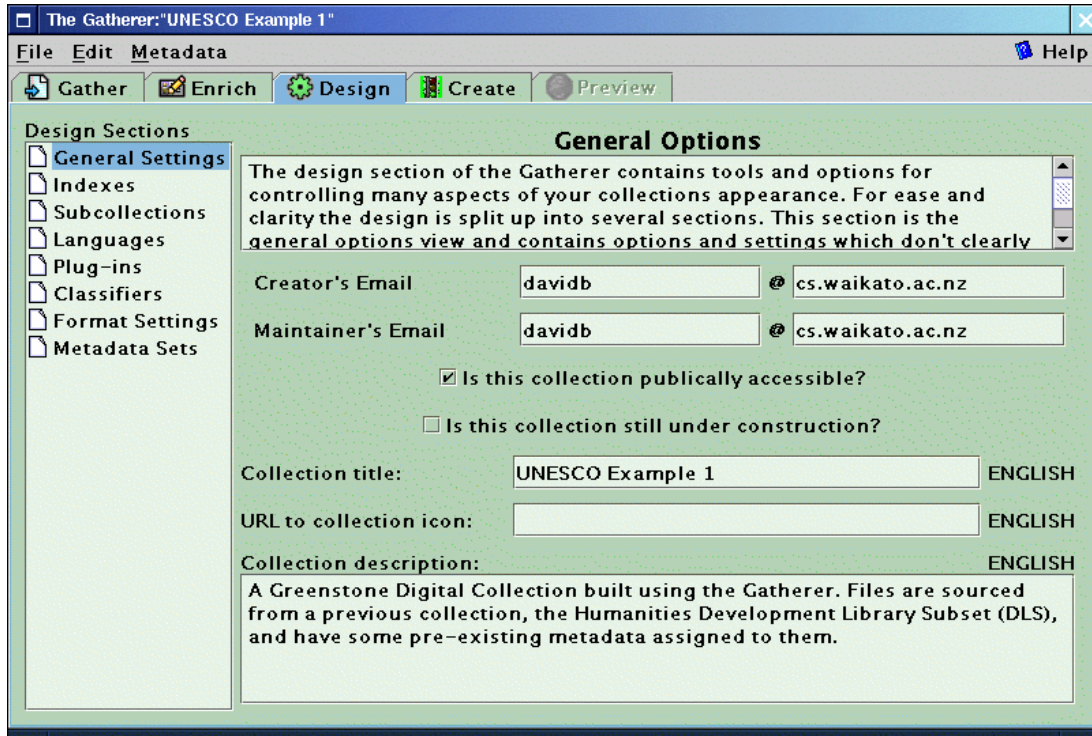 The Gatherer:"UNESCO Example 1"
File Edit Metadata Help
Gather Enrich Design Create Preview
Design Sections
General Settings
Indexes
Subcollections
Languages
Plug-ins
Classifiers
Format Settings
Metadata Sets
General Options
The design section of the Gatherer contains tools and options for
controlling many aspects of your collections appearance. For ease and
clarity the design is split up into several sections. This section is the
general options view and contains options and settings which don't clearly
Creator's Email davidb @ cs.waikato.ac.nz
Maintainer's Email davidb @ cs.waikato.ac.nz
Is this collection publically accessible?
Is this collection still under construction?
Collection title: UNESCO Example 1 ENGLISH
URL to collection icon: ENGLISH
Collection description: ENGLISH
A Greenstone Digital Collection built using the Gatherer. Files are sourced
from a previous collection, the Humanities Development Library Subset (DLS),
and have some pre-existing metadata assigned to them.